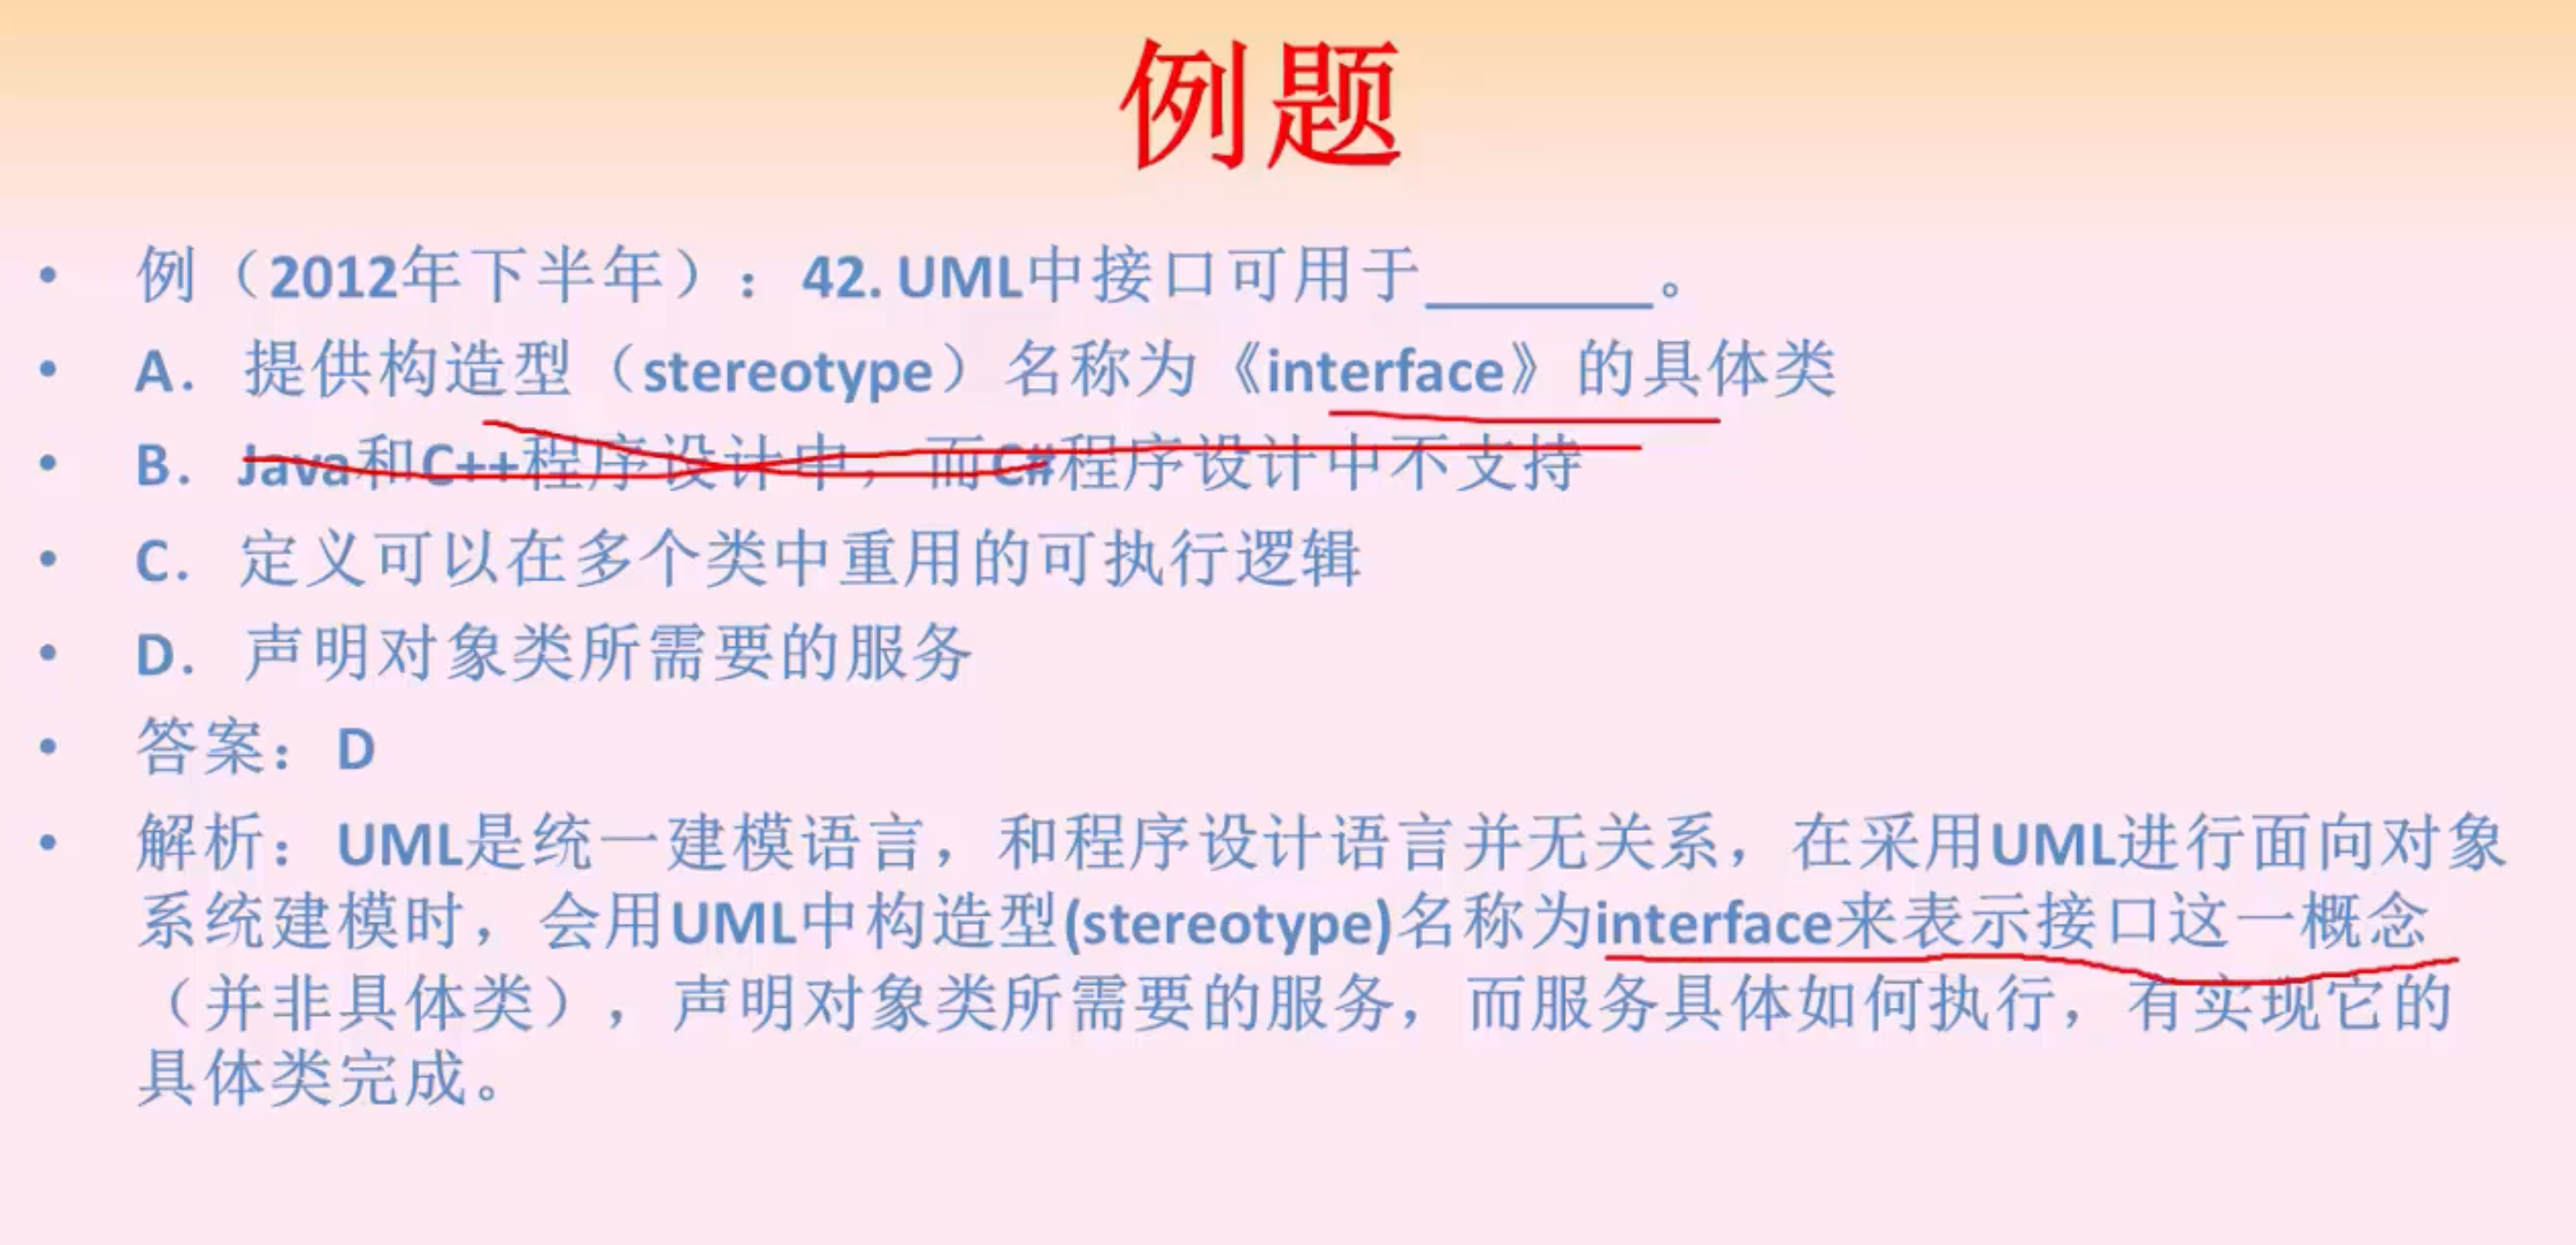 例题
• 例（2012年下半年）：42. UML中接口可用于_______。
• A．提供构造型（stereotype）名称为《interface》的具体类
• B．Java和C++程序设计中，而C#程序设计中不支持
• C．定义可以在多个类中重用的可执行逻辑
• D．声明对象类所需要的服务
• 答案：D
• 解析：UML是统一建模语言，和程序设计语言并无关系，在采用UML进行面向对象
系统建模时，会用UML中构造型(stereotype)名称为interface来表示接口这一概念
（并非具体类），声明对象类所需要的服务，而服务具体如何执行，有实现它的
具体类完成。